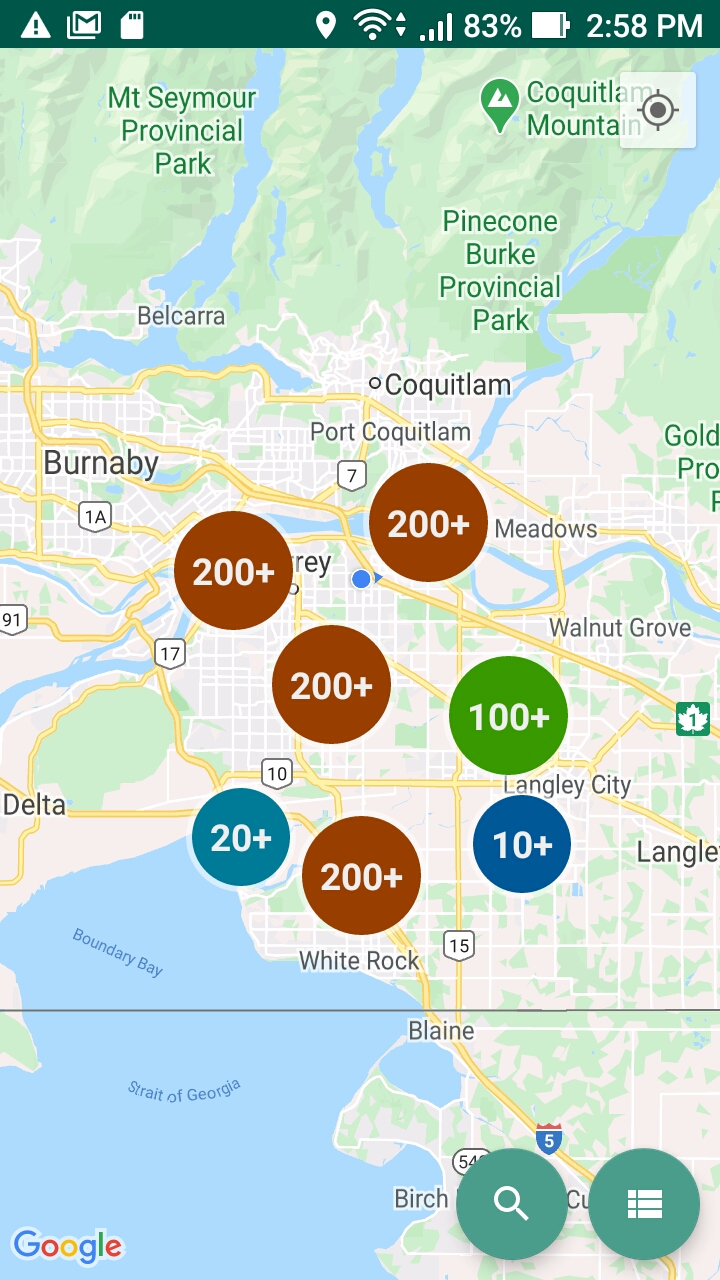 83% 2:58 PM
Mt Seymour
Provincial
Park
Coquitlam
Mountain
Pinecone
Burke
Provincial
Park
Belcarra
Coquitlam
Port Coquitlam
Gold
Pro
Burnaby
7
1A
200+
Meadows
200+
rey
91
Walnut Grove
17
200+
100+
1
10
Langley City
Delta
20+
10+
200+
Langle
15
Boundary Bay
White Rock
Blaine
Strait of Georgia
5
54
Birch
Cu
Google